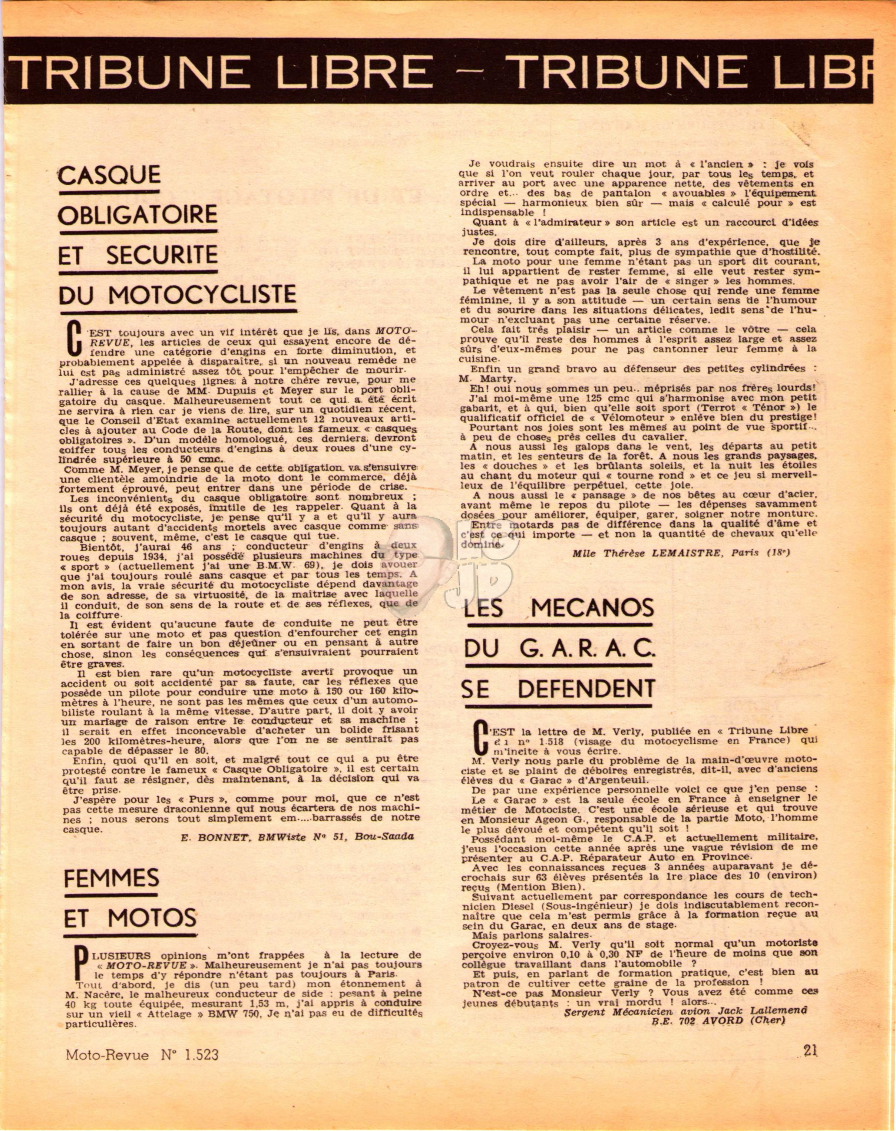 TRIBUNE LIBRE - TRIBUNE LIB
CASQUE
OBLIGATOIRE
ET SECURITE
DU MOTOCYCLISTE
C'EST toujours avec un vif intérêt que je lis, dans MOTO-
REVUE, les articles de ceux qui essayent encore de dé-
fendre une catégorie d'engins en forte diminution, et
probablement appelée à disparaître, si un nouveau remède ne
lui est pas administré assez tôt pour l'empêcher de mourir.
J'adresse ces quelques lignes à notre chère revue, pour me
rallier à la cause de MM. Dupuis et Meyer sur le port obli-
gatoire du casque. Malheureusement tout ce qui a été écrit
ne servira à rien car je viens de lire, sur un quotidien récent,
que le Conseil d'Etat examine actuellement 12 nouveaux arti-
cles à ajouter au Code de la Route, dont les fameux « casques
obligatoires ». D'un modèle homologué, ces derniers devront
coiffer tous les conducteurs d'engins à deux roues d'une cy-
lindrée supérieure à 50 cmc.
Comme M. Meyer, je pense que de cette obligation va s'ensuivre
une clientèle amoindrie de la moto dont le commerce, déjà
fortement éprouvé, peut entrer dans une période de crise.
Les inconvénients du casque obligatoire sont nombreux ;
ils ont déjà été exposés, inutile de les rappeler. Quant à la
sécurité du motocycliste, je pense qu'il y a et qu'il y aura
toujours autant d'accidents mortels avec casque comme sans
casque ; souvent, même, c'est le casque qui tue.
Bientôt, j'aurai 46 ans ; conducteur d'engins à deux
roues depuis 1934, j'ai possédé plusieurs machines du type
« sport » (actuellement j'ai une B.M.W. 69), je dois avouer
que j'ai toujours roulé sans casque et par tous les temps. A
mon avis, la vraie sécurité du motocycliste dépend davantage
de son adresse, de sa virtuosité, de la maîtrise avec laquelle
il conduit, de son sens de la route et de ses réflexes, que de
la coiffure.
Il est évident qu'aucune faute de conduite ne peut être
tolérée sur une moto et pas question d'enfourcher cet engin
en sortant de faire un bon déjeûner ou en pensant à autre
chose, sinon les conséquences qui s'ensuivraient pourraient
être graves.
Il est bien rare qu'un motocycliste averti provoque un
accident ou soit accidenté par sa faute, car les réflexes que
possède un pilote pour conduire une moto à 150 ou 160 kilo-
mètres à l'heure, ne sont pas les mêmes que ceux d'un automo-
biliste roulant à la même vitesse. D'autre part, il doit y avoir
un mariage de raison entre le conducteur et sa machine ;
il serait en effet inconcevable d'acheter un bolide frisant
les 200 kilomètres-heure, alors que l'on ne se sentirait pas
capable de dépasser le 80.
Enfin, quoi qu'il en soit, et malgré tout ce qui a pu être
protesté contre le fameux « Casque Obligatoire », il est certain
qu'il faut se résigner, dès maintenant, à la décision qui va
être prise.
J'espère pour les « Purs », comme pour moi, que ce n'est
pas cette mesure draconienne qui nous écartera de nos machi-
nes ; nous serons tout simplement em.....barrassés de notre
casque.
E. BONNET, BMWiste N° 51, Bou-Saada
FEMMES
ET MOTOS
PLUSIEURS opinions m'ont frappées à la lecture de
« MOTO-REVUE ». Malheureusement je n'ai pas toujours
le temps d'y répondre n'étant pas toujours à Paris.
Tout d'abord, je dis (un peu tard) mon étonnement à
M. Nacère, le malheureux conducteur de side : pesant à peine
40 kg toute équipée, mesurant 1,53 m, j'ai appris à conduire
sur un vieil « Attelage » BMW 750, Je n'ai pas eu de difficultés
particulières.
Je voudrais ensuite dire un mot à « l'ancien » : je vois
que si l'on veut rouler chaque jour, par tous les temps, et
arriver au port avec une apparence nette, des vêtements en
ordre et... des bas de pantalon « avouables » l'équipement
spécial — harmonieux bien sûr — mais « calculé pour » est
indispensable !
Quant à « l'admirateur » son article est un raccourci d'idées
justes.
Je dois dire d'ailleurs, après 3 ans d'expérience, que je
rencontre, tout compte fait, plus de sympathie que d'hostilité.
La moto pour une femme n'étant pas un sport dit courant,
il lui appartient de rester femme, si elle veut rester sym-
pathique et ne pas avoir l'air de « singer » les hommes.
Le vêtement n'est pas la seule chose qui rende une femme
féminine, il y a son attitude — un certain sens de l'humour
et du sourire dans les situations délicates, ledit sens de l'hu-
mour n'excluant pas une certaine réserve.
Cela fait très plaisir — un article comme le vôtre — cela
prouve qu'il reste des hommes à l'esprit assez large et assez
sûrs d'eux-mêmes pour ne pas cantonner leur femme à la
cuisine.
Enfin un grand bravo au défenseur des petites cylindrées :
M. Marty.
Eh! oui nous sommes un peu.. méprisés par nos frères lourds!
J'ai moi-même une 125 cmc qui s'harmonise avec mon petit
gabarit, et à qui, bien qu'elle soit sport (Terrot « Ténor ») le
qualificatif officiel de « Vélomoteur » enlève bien du prestige!
Pourtant nos joies sont les mêmes au point de vue sportif...
à peu de choses près celles du cavalier.
A nous aussi les galops dans le vent, les départs au petit
matin, et les senteurs de la forêt. A nous les grands paysages,
les « douches » et les brûlants soleils, et la nuit les étoiles
au chant du moteur qui « tourne rond » et ce jeu si merveil-
leux de l'équilibre perpétuel, cette joie.
A nous aussi le « pansage » de nos bêtes au cœur d'acier,
avant même le repos du pilote — les dépenses savamment
dosées pour améliorer, équiper, garer, soigner notre monture.
Entre motards pas de différence dans la qualité d'âme et
c'est ce qui importe — et non la quantité de chevaux qu'elle
domine.
Mlle Thérèse LEMAISTRE, Paris (18e)
LES MECANOS
DU G.A.R.A.C.
SE DEFENDENT
C'EST la lettre de M. Verly, publiée en « Tribune Libre
n° 1.518 (visage du motocyclisme en France) qui
m'incite à vous écrire.
M. Verly nous parle du problème de la main-d'œuvre moto-
ciste et se plaint de déboires enregistrés, dit-il, avec d'anciens
élèves du « Garac » d'Argenteuil.
De par une expérience personnelle voici ce que j'en pense :
Le « Garac » est la seule école en France à enseigner le
métier de Motociste. C'est une école sérieuse et qui trouve
en Monsieur Ageon G., responsable de la partie Moto, l'homme
le plus dévoué et compétent qu'il soit !
Possédant moi-même le C.A.P. et actuellement militaire,
j'eus l'occasion cette année après une vague révision de me
présenter au C.A.P. Réparateur Auto en Province.
Avec les connaissances reçues 3 années auparavant je dé-
crochais sur 63 élèves présentés la 1re place des 10 (environ)
reçus (Mention Bien).
Suivant actuellement par correspondance les cours de tech-
nicien Diesel (Sous-Ingénieur) je dois indiscutablement recon-
naître que cela m'est permis grâce à la formation reçue au
sein du Garac, en deux ans de stage.
Mais parlons salaires.
Croyez-vous M. Verly qu'il soit normal qu'un motoriste
perçoive environ 0,10 à 0,30 NF de l'heure de moins que son
collègue travaillant dans l'automobile ?
Et puis, en parlant de formation pratique, c'est bien au
patron de cultiver cette graine de la profession !
N'est-ce pas Monsieur Verly ? Vous avez été comme ces
jeunes débutants : un vrai mordu ! alors...
Sergent Mécanicien avion Jack Lallemend
B.E. 702 AVORD (Cher)
Moto-Revue N° 1.523
21